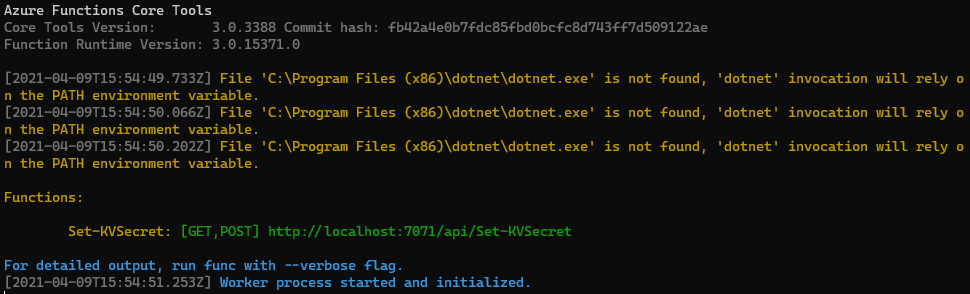 Azure Functions Core Tools
Core Tools Version:       3.0.3388 Commit hash: fb42a4e0b7fdc85fbd0bcfc8d743ff7d509122ae
Function Runtime Version: 3.0.15371.0
[2021-04-09T15:54:49.733Z] File 'C:\Program Files (x86)\dotnet\dotnet.exe' is not found, 'dotnet' invocation will rely o
n the PATH environment variable.
[2021-04-09T15:54:50.066Z] File 'C:\Program Files (x86)\dotnet\dotnet.exe' is not found, 'dotnet' invocation will rely o
n the PATH environment variable.
[2021-04-09T15:54:50.202Z] File 'C:\Program Files (x86)\dotnet\dotnet.exe' is not found, 'dotnet' invocation will rely o
n the PATH environment variable.
Functions:
Set-KVSecret: [GET,POST] http://localhost:7071/api/Set-KVSecret
For detailed output, run func with --verbose flag.
[2021-04-09T15:54:51.253Z] Worker process started and initialized.